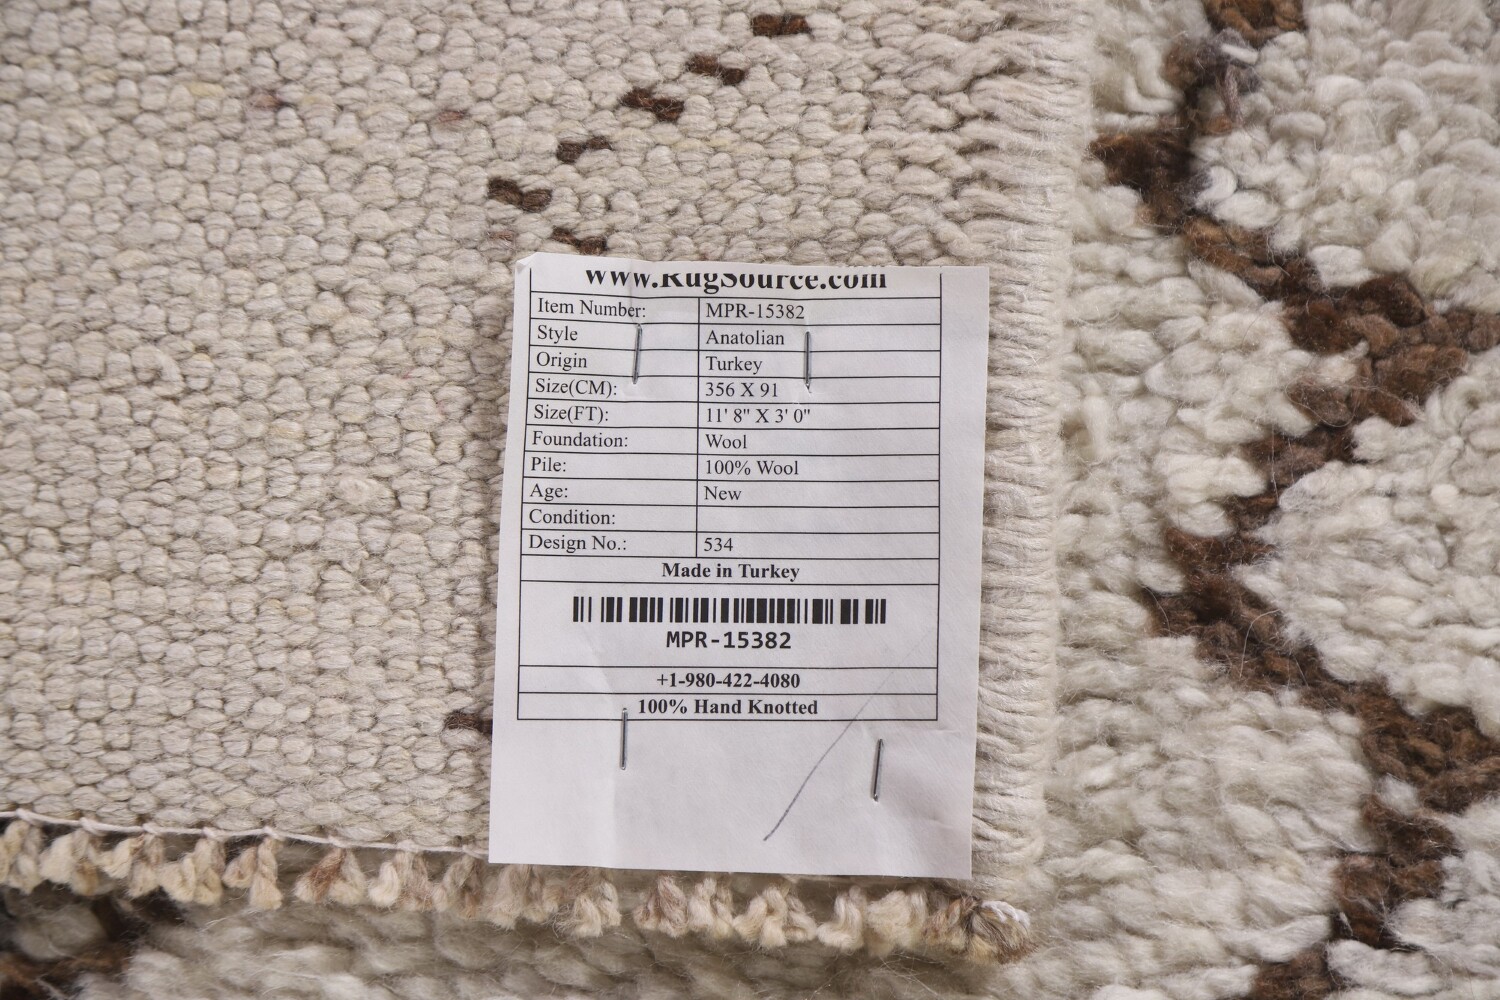 www.RugSource.com
Item Number: MPR-15382
Style Anatolian
Origin Turkey
Size(CM): 356 X 91
Size(FT): 11' 8" X 3' 0"
Foundation: Wool
Pile: 100% Wool
Age: New
Condition:
Design No.: 534
Made in Turkey
MPR-15382
+1-980-422-4080
100% Hand Knotted